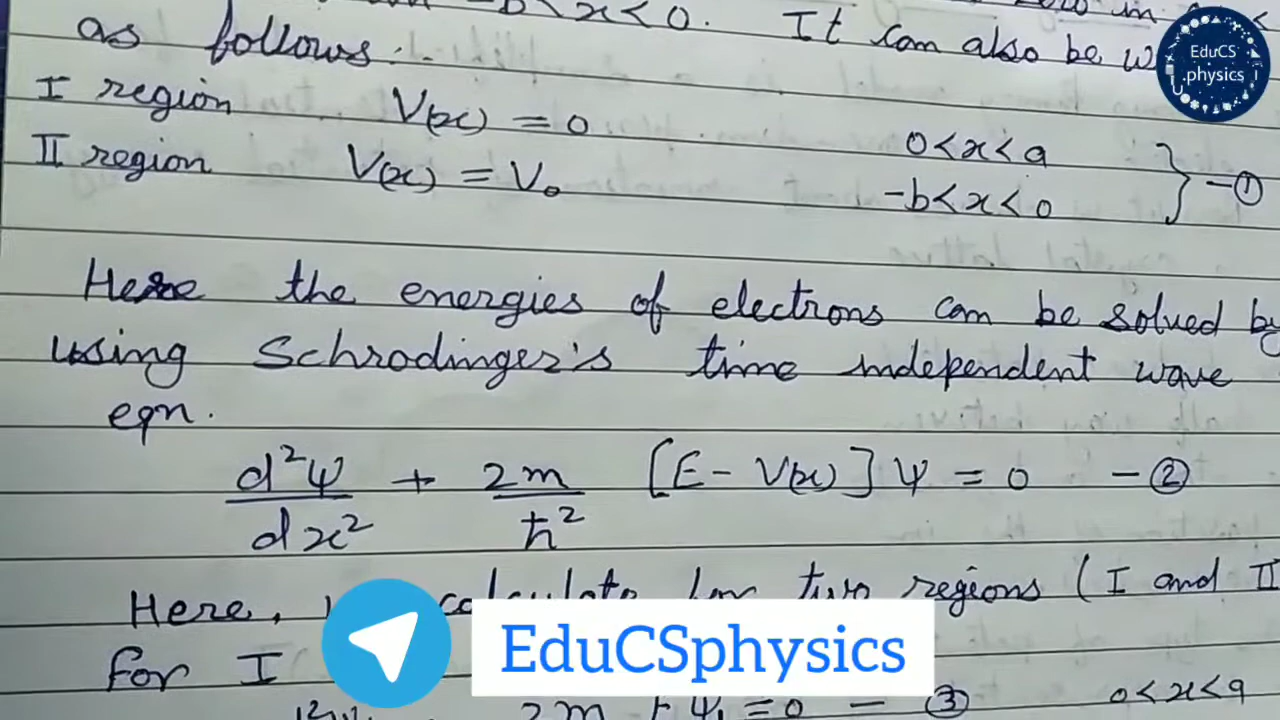 -b<x<0. It can also be
as follows:
I region V(x) = 0 0<x<a
II region V(x) = V₀ -b<x<0 } -①
Here the energies of electrons can be solved by
using Schrodinger's time independent wave
eqn.
d²ψ/dx² + 2m/ħ² [E - V(x)] ψ = 0 -②
Here, calculate for two regions (I and II
For I
2m ψ₁ = 0 - ③ 0<x<a
EduCS
.physics
EduCSphysics